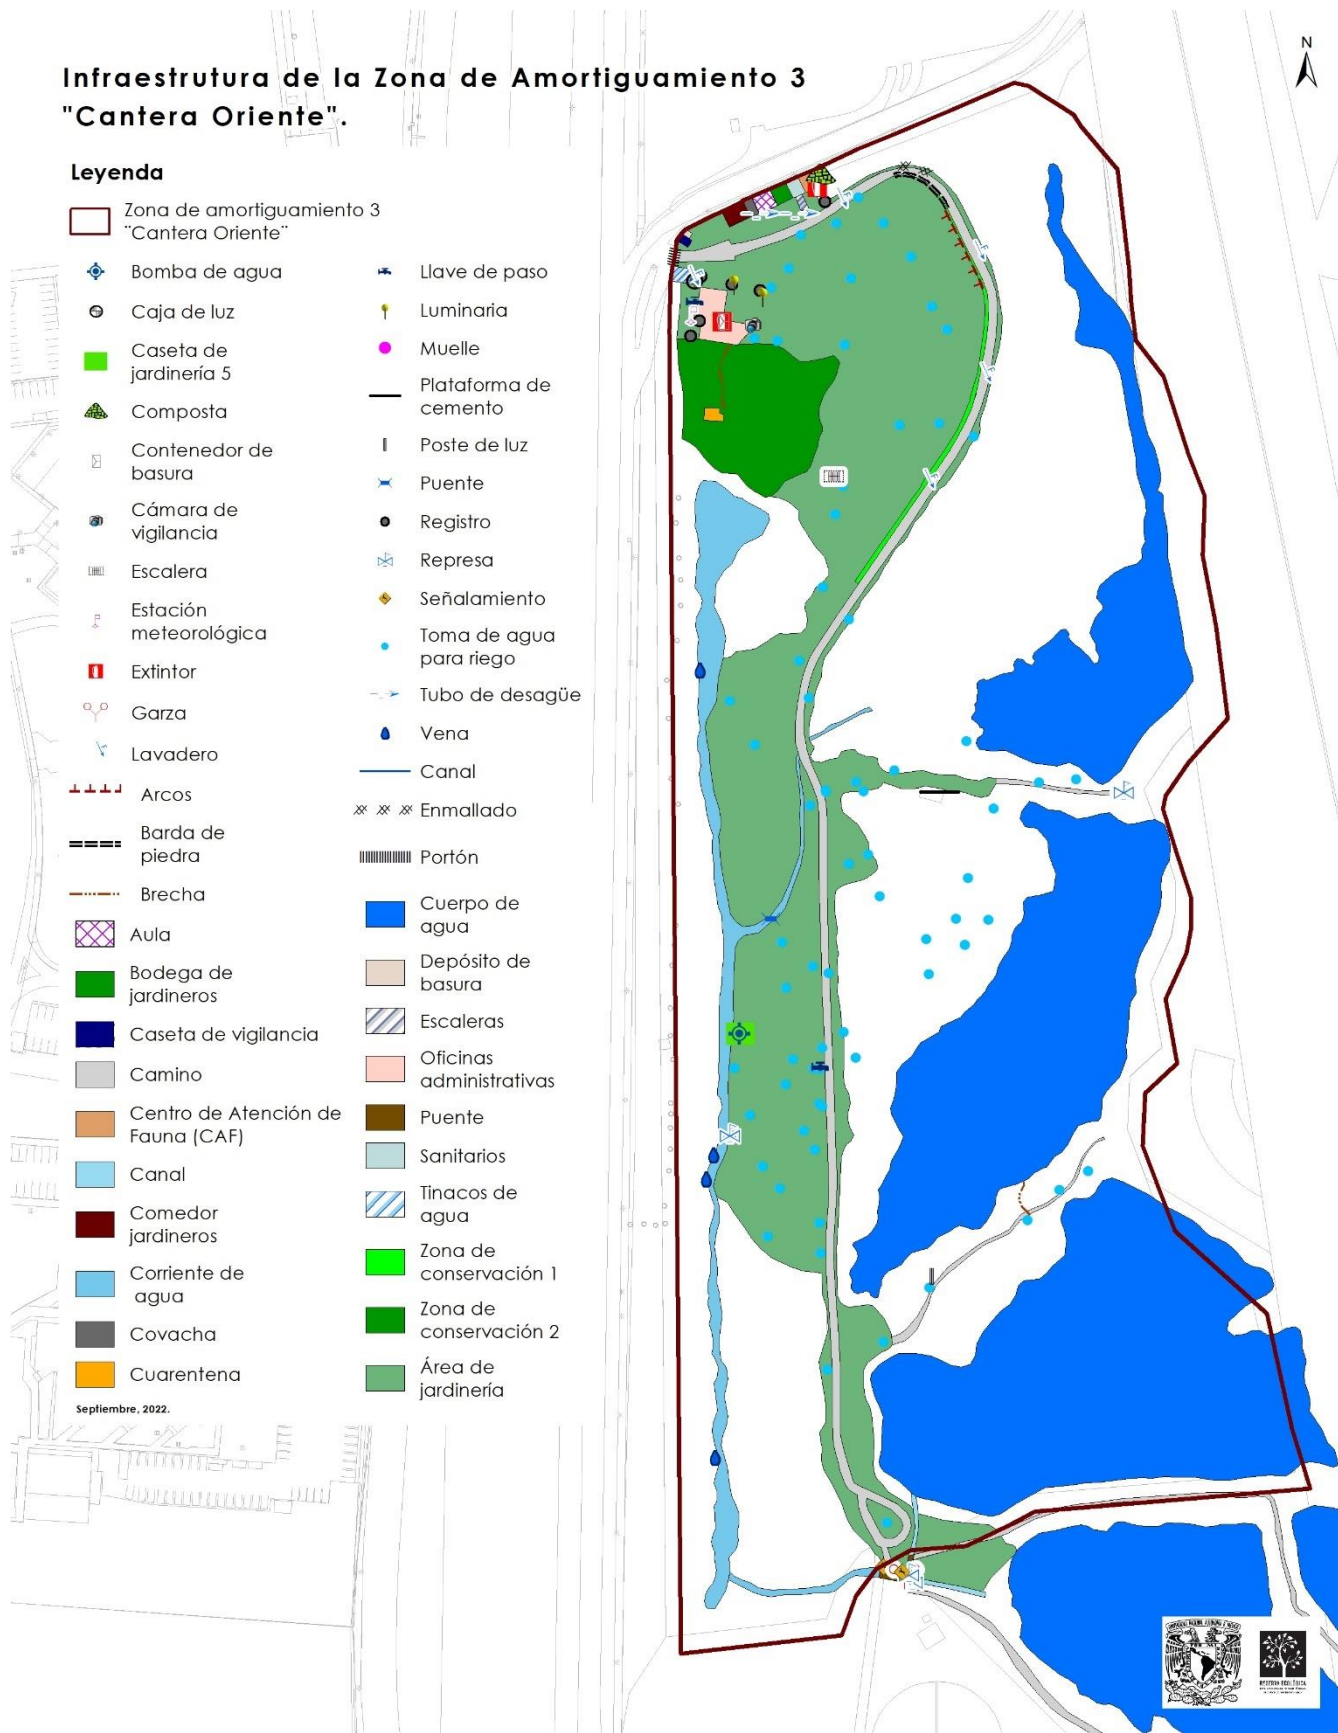 Infraestrutura de la Zona de Amortiguamiento 3
"Cantera Oriente".
N
Leyenda
Zona de amortiguamiento 3
¨Cantera Oriente¨
Bomba de agua
Caja de luz
Caseta de
jardinería 5
Composta
Contenedor de
basura
Cámara de
vigilancia
Escalera
Estación
meteorológica
Extintor
Garza
Lavadero
Arcos
Barda de
piedra
Brecha
Aula
Bodega de
jardineros
Caseta de vigilancia
Camino
Centro de Atención de
Fauna (CAF)
Canal
Comedor
jardineros
Corriente de
agua
Covacha
Cuarentena
Llave de paso
Luminaria
Muelle
Plataforma de
cemento
Poste de luz
Puente
Registro
Represa
Señalamiento
Toma de agua
para riego
Tubo de desagüe
Vena
Canal
Enmallado
Portón
Cuerpo de
agua
Depósito de
basura
Escaleras
Oficinas
administrativas
Puente
Sanitarios
Tinacos de
agua
Zona de
conservación 1
Zona de
conservación 2
Área de
jardinería
Septiembre, 2022.
RESERVA ECOLÓGICA